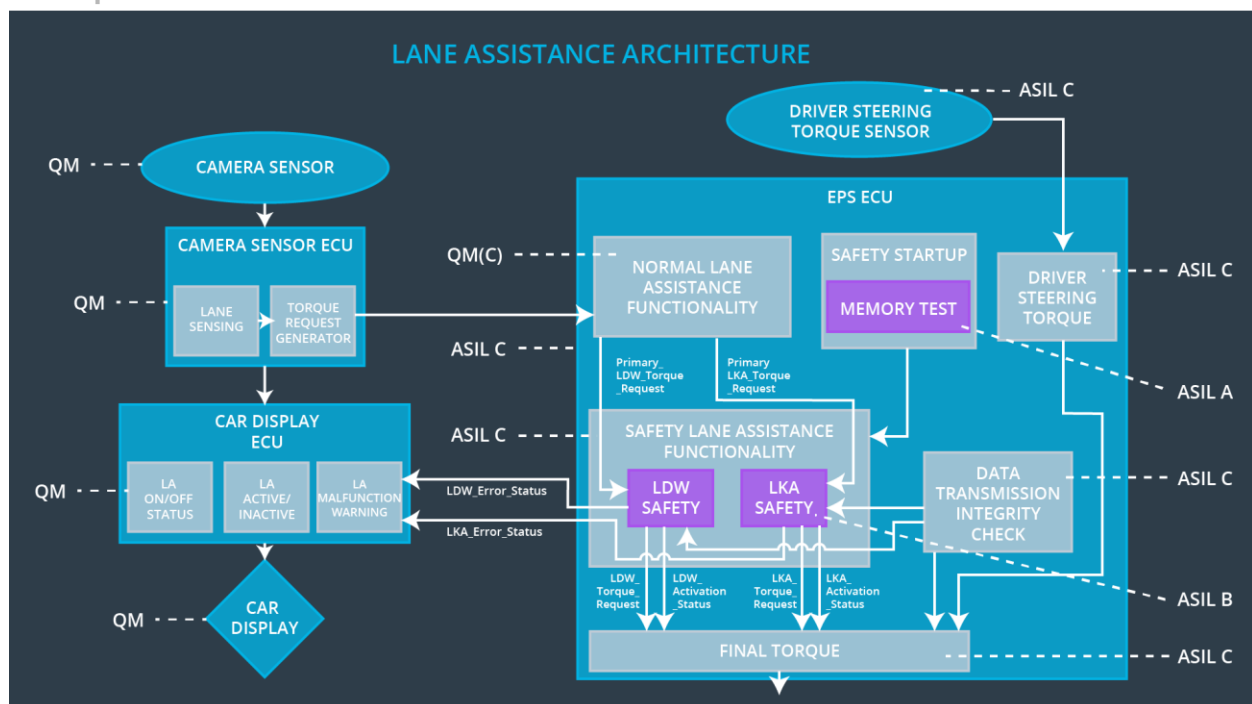 LANE ASSISTANCE ARCHITECTURE
ASIL C
DRIVER STEERING
TORQUE SENSOR
QM
CAMERA SENSOR
EPS ECU
CAMERA SENSOR ECU
QM
LANE
SENSING
TORQUE
REQUEST
GENERATOR
QM(C)
NORMAL LANE
ASSISTANCE
FUNCTIONALITY
SAFETY STARTUP
MEMORY TEST
DRIVER
STEERING
TORQUE
ASIL C
ASIL C
ASIL A
Primary_
LDW_Torque
_Request
Primary
LKA_Torque
_Request
CAR DISPLAY
ECU
QM
LA
ON/OFF
STATUS
LA
ACTIVE/
INACTIVE
LA
MALFUNCTION
WARNING
ASIL C
SAFETY LANE ASSISTANCE
FUNCTIONALITY
LDW
SAFETY
LKA
SAFETY
DATA
TRANSMISSION
INTEGRITY
CHECK
ASIL C
LDW_Error_Status
LKA_Error_Status
LDW_
Torque_
Request
LDW_
Activation
_Status
LKA_
Torque_
Request
LKA_
Activation
_Status
ASIL B
QM
CAR
DISPLAY
FINAL TORQUE
ASIL C